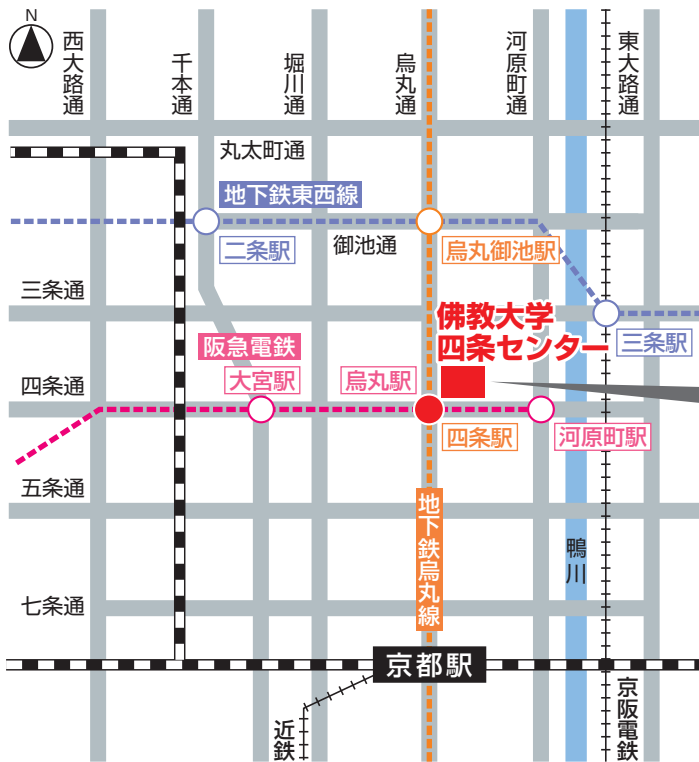 N
西大路通
千本通
堀川通
烏丸通
河原町通
東大路通
丸太町通
地下鉄東西線
二条駅
御池通
烏丸御池駅
三条通
佛教大学
四条センター
三条駅
阪急電鉄
大宮駅
烏丸駅
四条通
四条駅
河原町駅
五条通
地下鉄烏丸線
鴨川
七条通
京都駅
近鉄
京阪電鉄